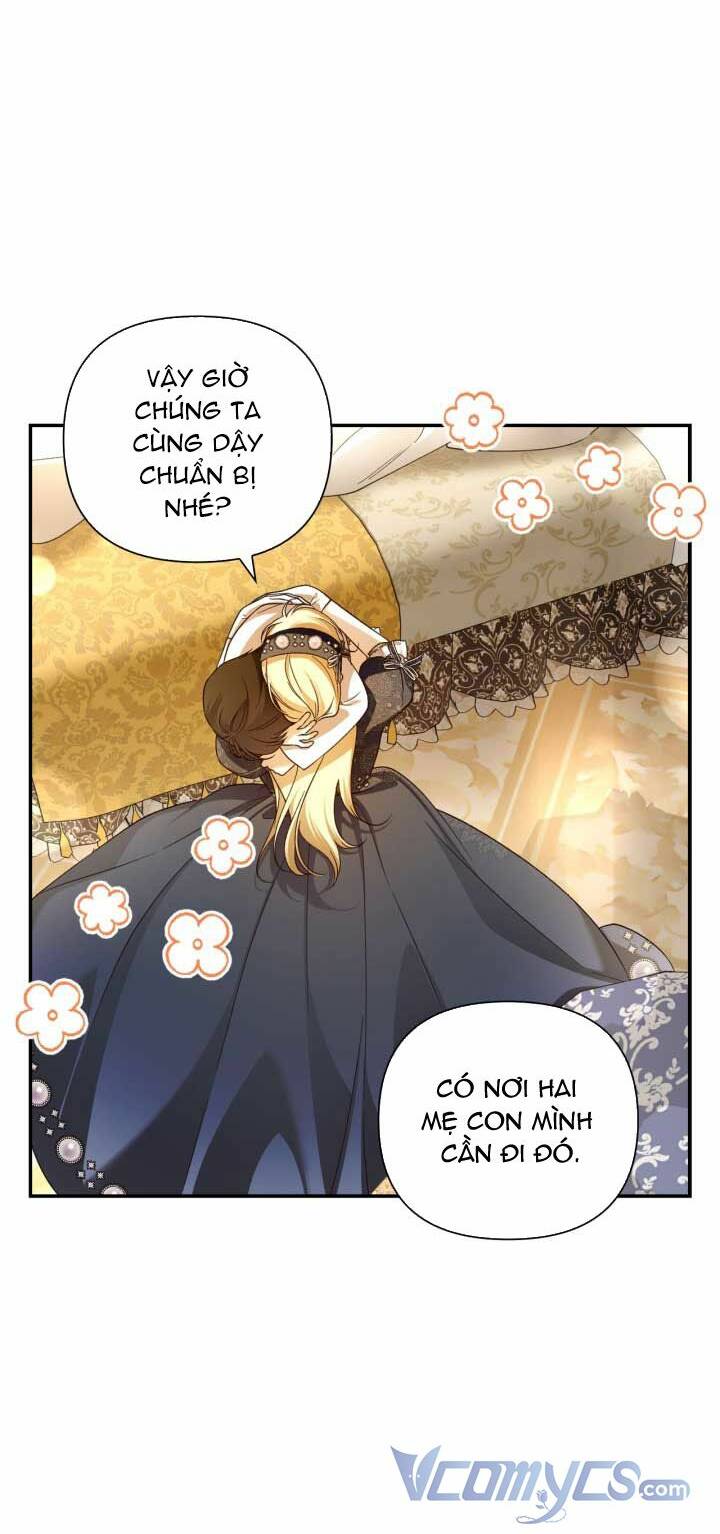 VẬY GIỜ
CHÚNG TA
CÙNG DẬY
CHUẨN BỊ
NHÉ?
CÓ NƠI HAI
MẸ CON MÌNH
CẦN ĐI ĐÓ.
VCOMYCS.com